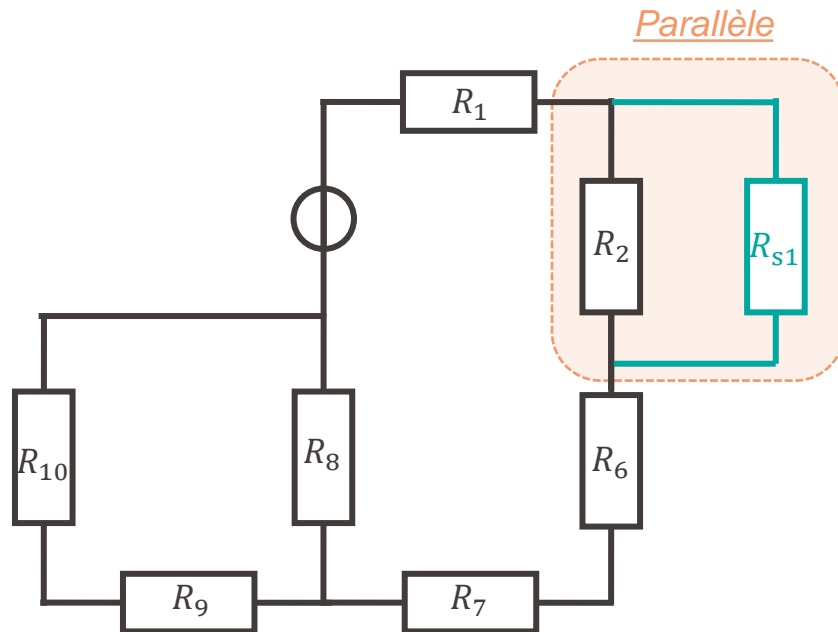 Parallèle
R₁
R₂
Rₛ₁
R₁₀
R₈
R₆
R₉
R₇